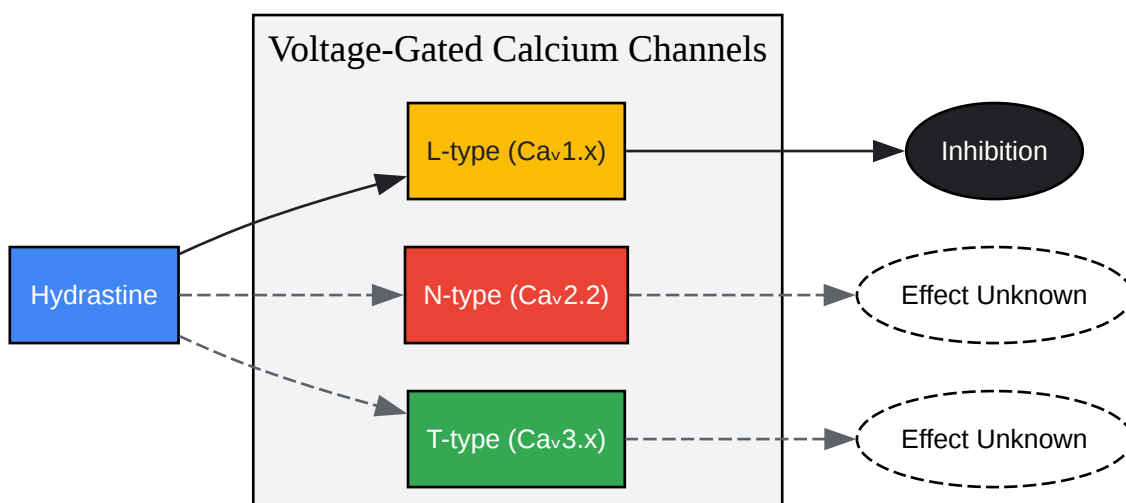 Voltage-Gated Calcium Channels
L-type (Caᵥ1.x)
Inhibition
Hydrastine
N-type (Caᵥ2.2)
Effect Unknown
T-type (Caᵥ3.x)
Effect Unknown